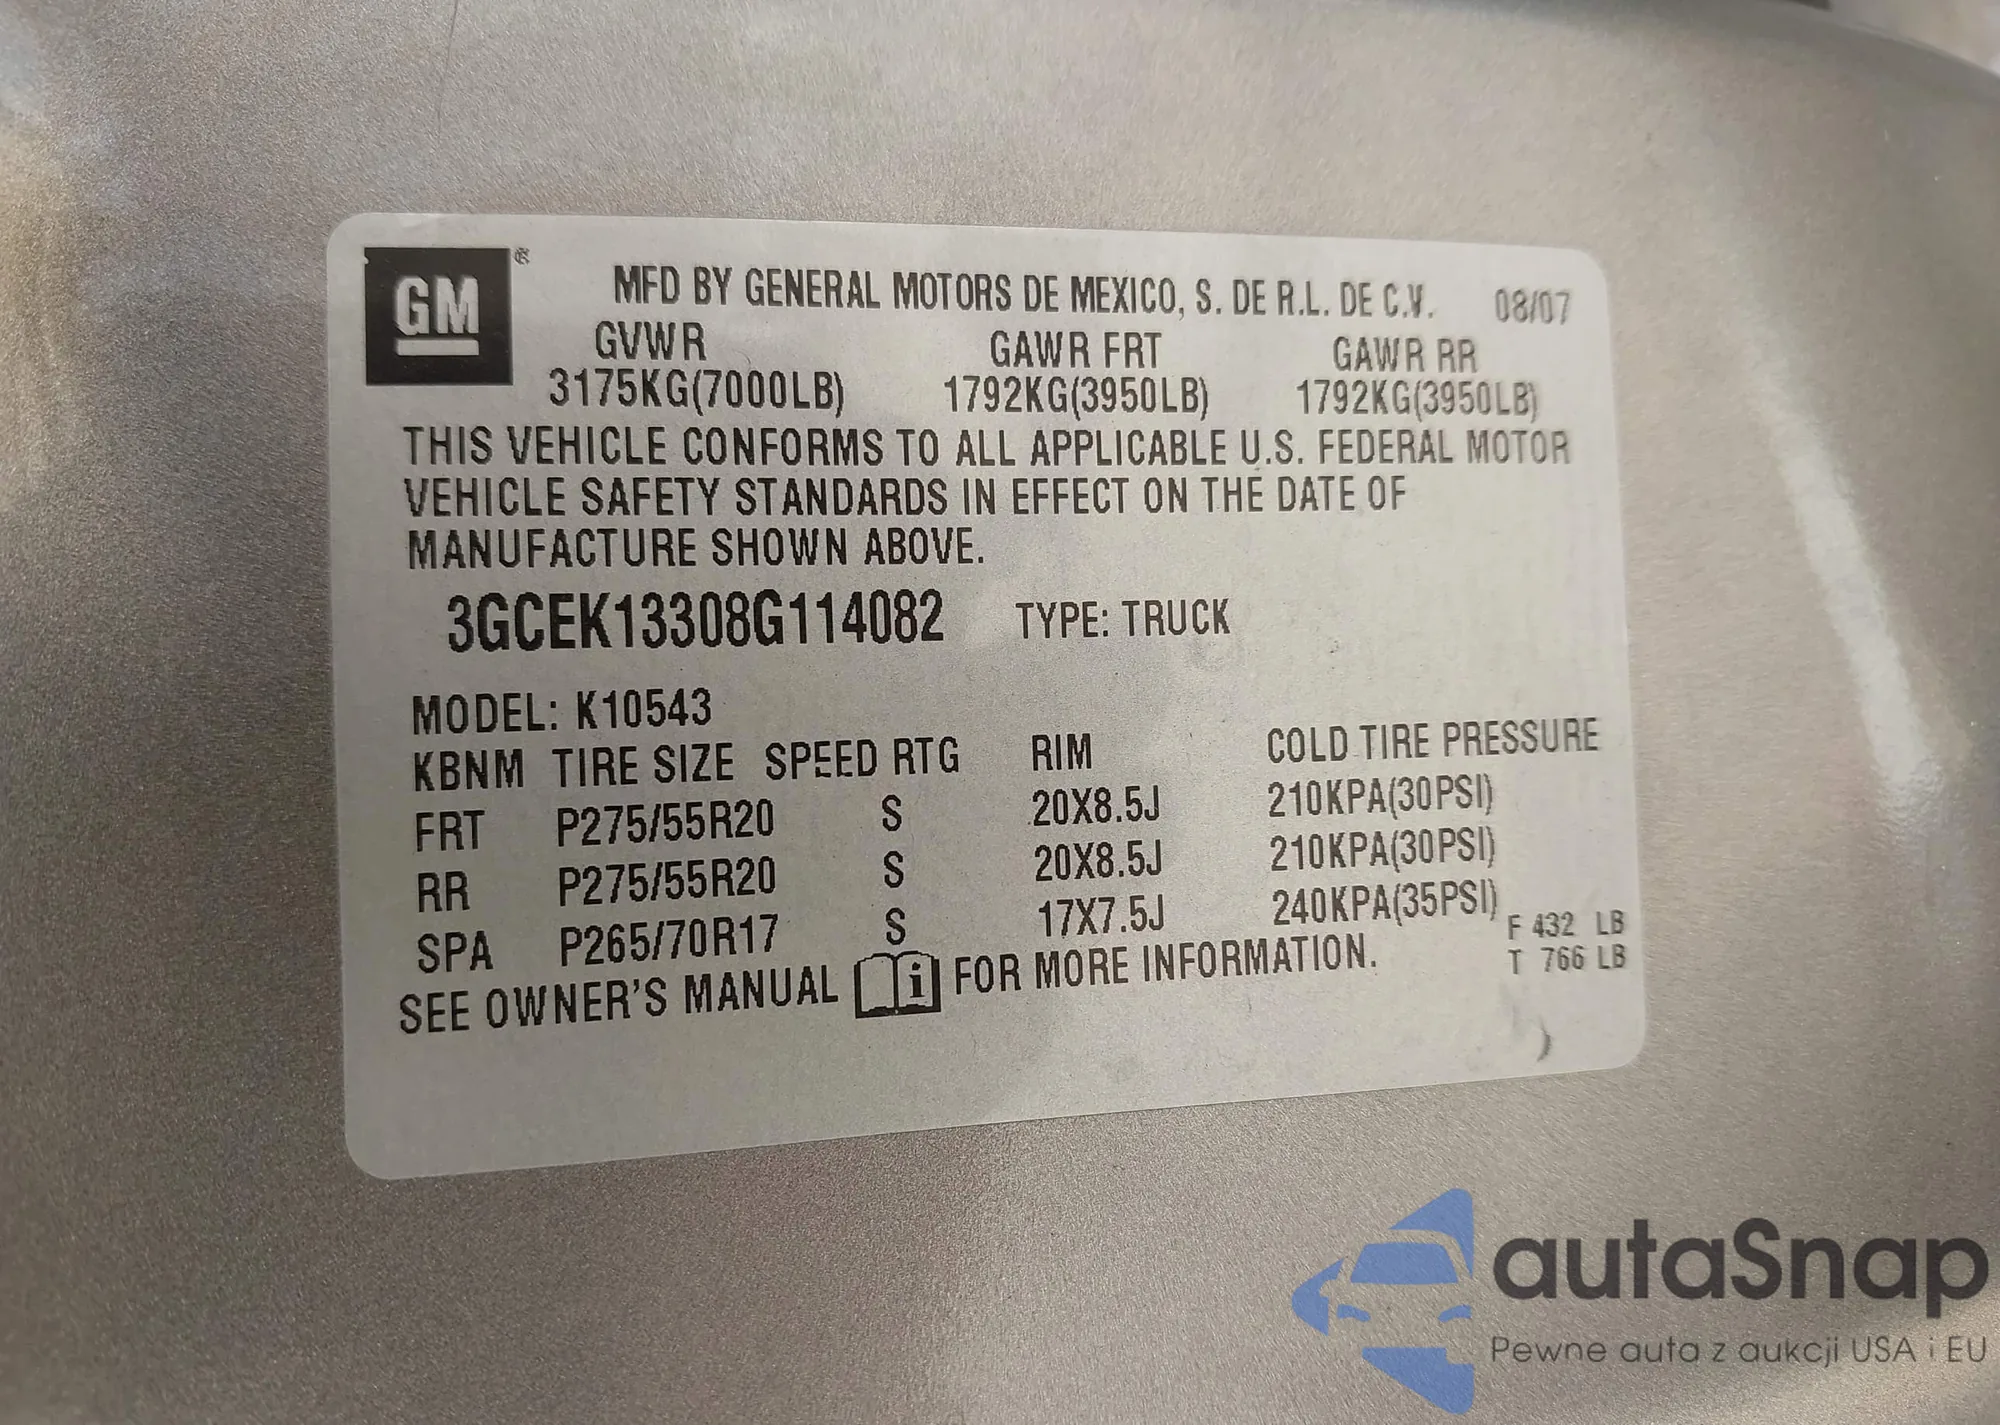 GM ®
MFD BY GENERAL MOTORS DE MEXICO, S. DE R.L. DE C.V. 08/07
GVWR GAWR FRT GAWR RR
3175KG(7000LB) 1792KG(3950LB) 1792KG(3950LB)
THIS VEHICLE CONFORMS TO ALL APPLICABLE U.S. FEDERAL MOTOR
VEHICLE SAFETY STANDARDS IN EFFECT ON THE DATE OF
MANUFACTURE SHOWN ABOVE.
3GCEK13308G114082 TYPE: TRUCK
MODEL: K10543
KBNM TIRE SIZE SPEED RTG RIM COLD TIRE PRESSURE
FRT P275/55R20 S 20X8.5J 210KPA(30PSI)
RR P275/55R20 S 20X8.5J 210KPA(30PSI)
SPA P265/70R17 S 17X7.5J 240KPA(35PSI)
F 432 LB
T 766 LB
SEE OWNER'S MANUAL i FOR MORE INFORMATION.
autaSnap
Pewne auta z aukcji USA i EU